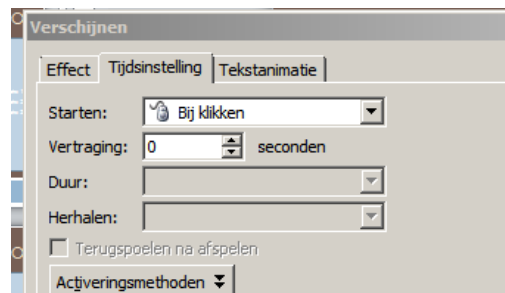 Verschijnen
Effect Tijdsinstelling Tekstanimatie
Starten: Bij klikken
Vertraging: 0 seconden
Duur:
Herhalen:
Terugspoelen na afspelen
Activeringsmethoden